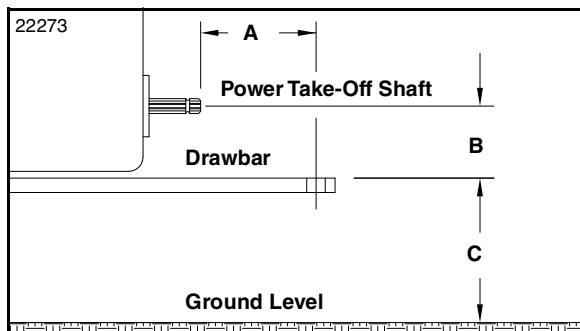 22273
A
Power Take-Off Shaft
B
Drawbar
C
Ground Level